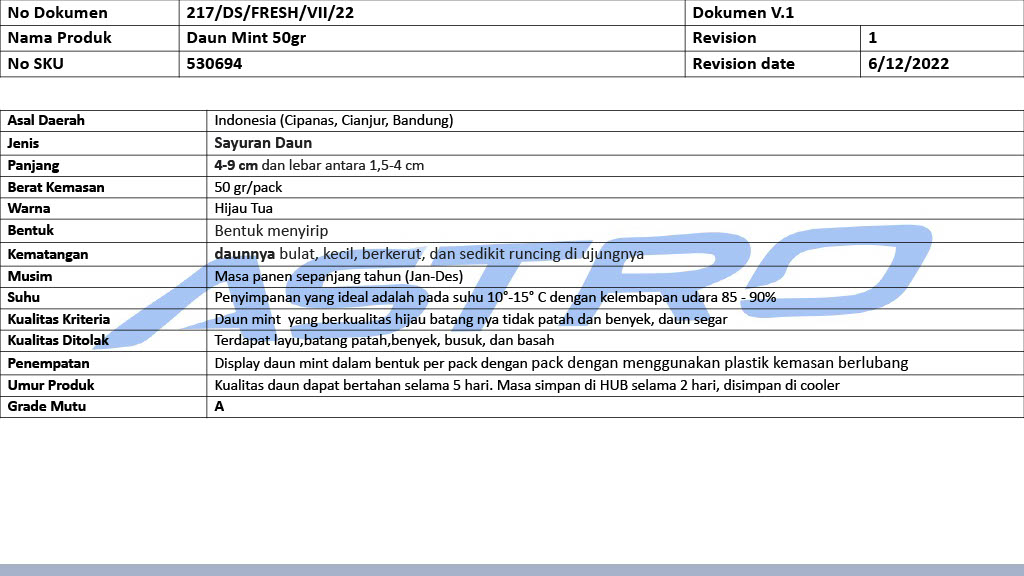 No Dokumen 217/DS/FRESH/VII/22 Dokumen V.1
Nama Produk Daun Mint 50gr Revision 1
No SKU 530694 Revision date 6/12/2022
Asal Daerah Indonesia (Cipanas, Cianjur, Bandung)
Jenis Sayuran Daun
Panjang 4-9 cm dan lebar antara 1,5-4 cm
Berat Kemasan 50 gr/pack
Warna Hijau Tua
Bentuk Bentuk menyirip
Kematangan daunnya bulat, kecil, berkerut, dan sedikit runcing di ujungnya
Musim Masa panen sepanjang tahun (Jan-Des)
Suhu Penyimpanan yang ideal adalah pada suhu 10°-15° C dengan kelembapan udara 85 - 90%
Kualitas Kriteria Daun mint  yang berkualitas hijau batang nya tidak patah dan benyek, daun segar
Kualitas Ditolak Terdapat layu,batang patah,benyek, busuk, dan basah
Penempatan Display daun mint dalam bentuk per pack dengan pack dengan menggunakan plastik kemasan berlubang
Umur Produk Kualitas daun dapat bertahan selama 5 hari. Masa simpan di HUB selama 2 hari, disimpan di cooler
Grade Mutu A
ASTRO